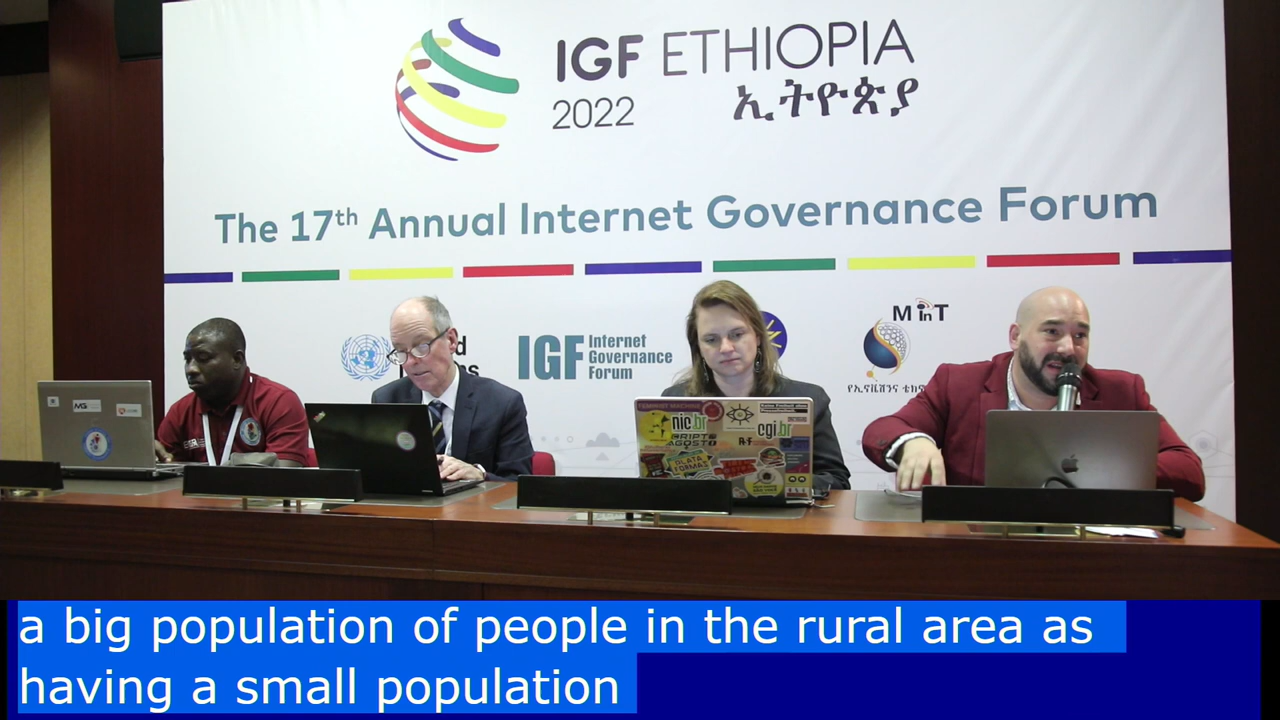 IGF ETHIOPIA
2022 ኢትዮጵያ
The 17th Annual Internet Governance Forum
MinT
IGF Internet
Governance
Forum
nic.br
cgi.br
a big population of people in the rural area as
having a small population